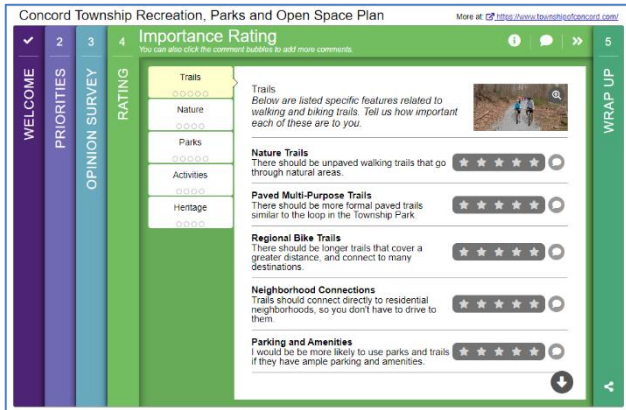 Concord Township Recreation, Parks and Open Space Plan
More at: https://www.townshipofconcord.com/
WELCOME
2
PRIORITIES
3
OPINION SURVEY
4
RATING
Importance Rating
You can also click the comment bubbles to add more comments.
5
WRAP UP
Trails
Nature
Parks
Activities
Heritage
Trails
Below are listed specific features related to
walking and biking trails. Tell us how important
each of these are to you.
Nature Trails
There should be unpaved walking trails that go
through natural areas.
Paved Multi-Purpose Trails
There should be more formal paved trails
similar to the loop in the Township Park.
Regional Bike Trails
There should be longer trails that cover a
greater distance, and connect to many
destinations.
Neighborhood Connections
Trails should connect directly to residential
neighborhoods, so you don't have to drive to
them.
Parking and Amenities
I would be be more likely to use parks and trails
if they have ample parking and amenities.